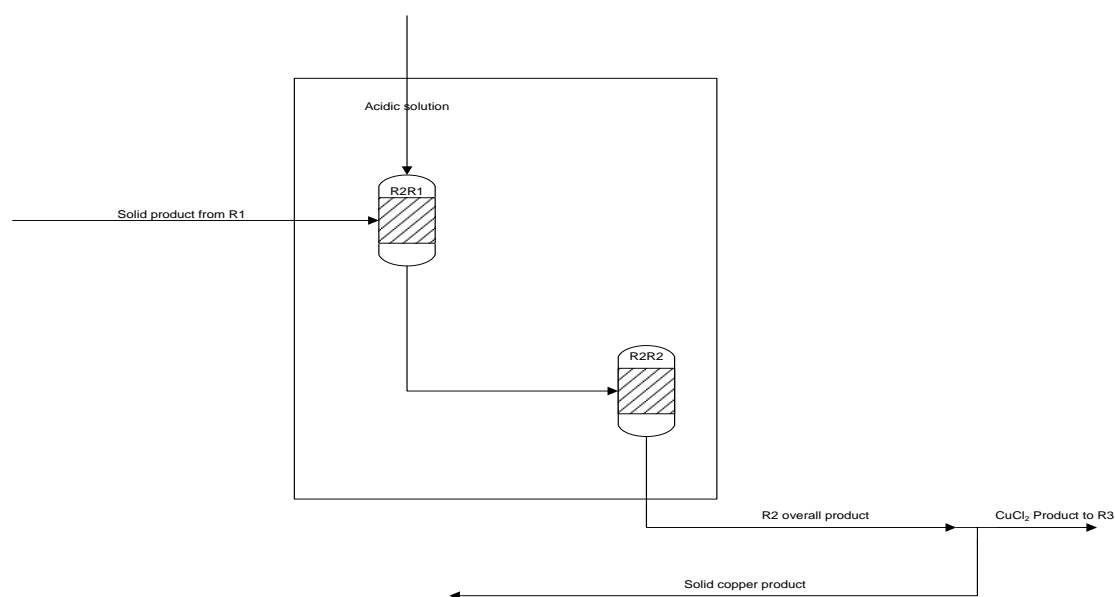 Acidic solution
R2R1
Solid product from R1
R2R2
R2 overall product
CuCl₂ Product to R3
Solid copper product